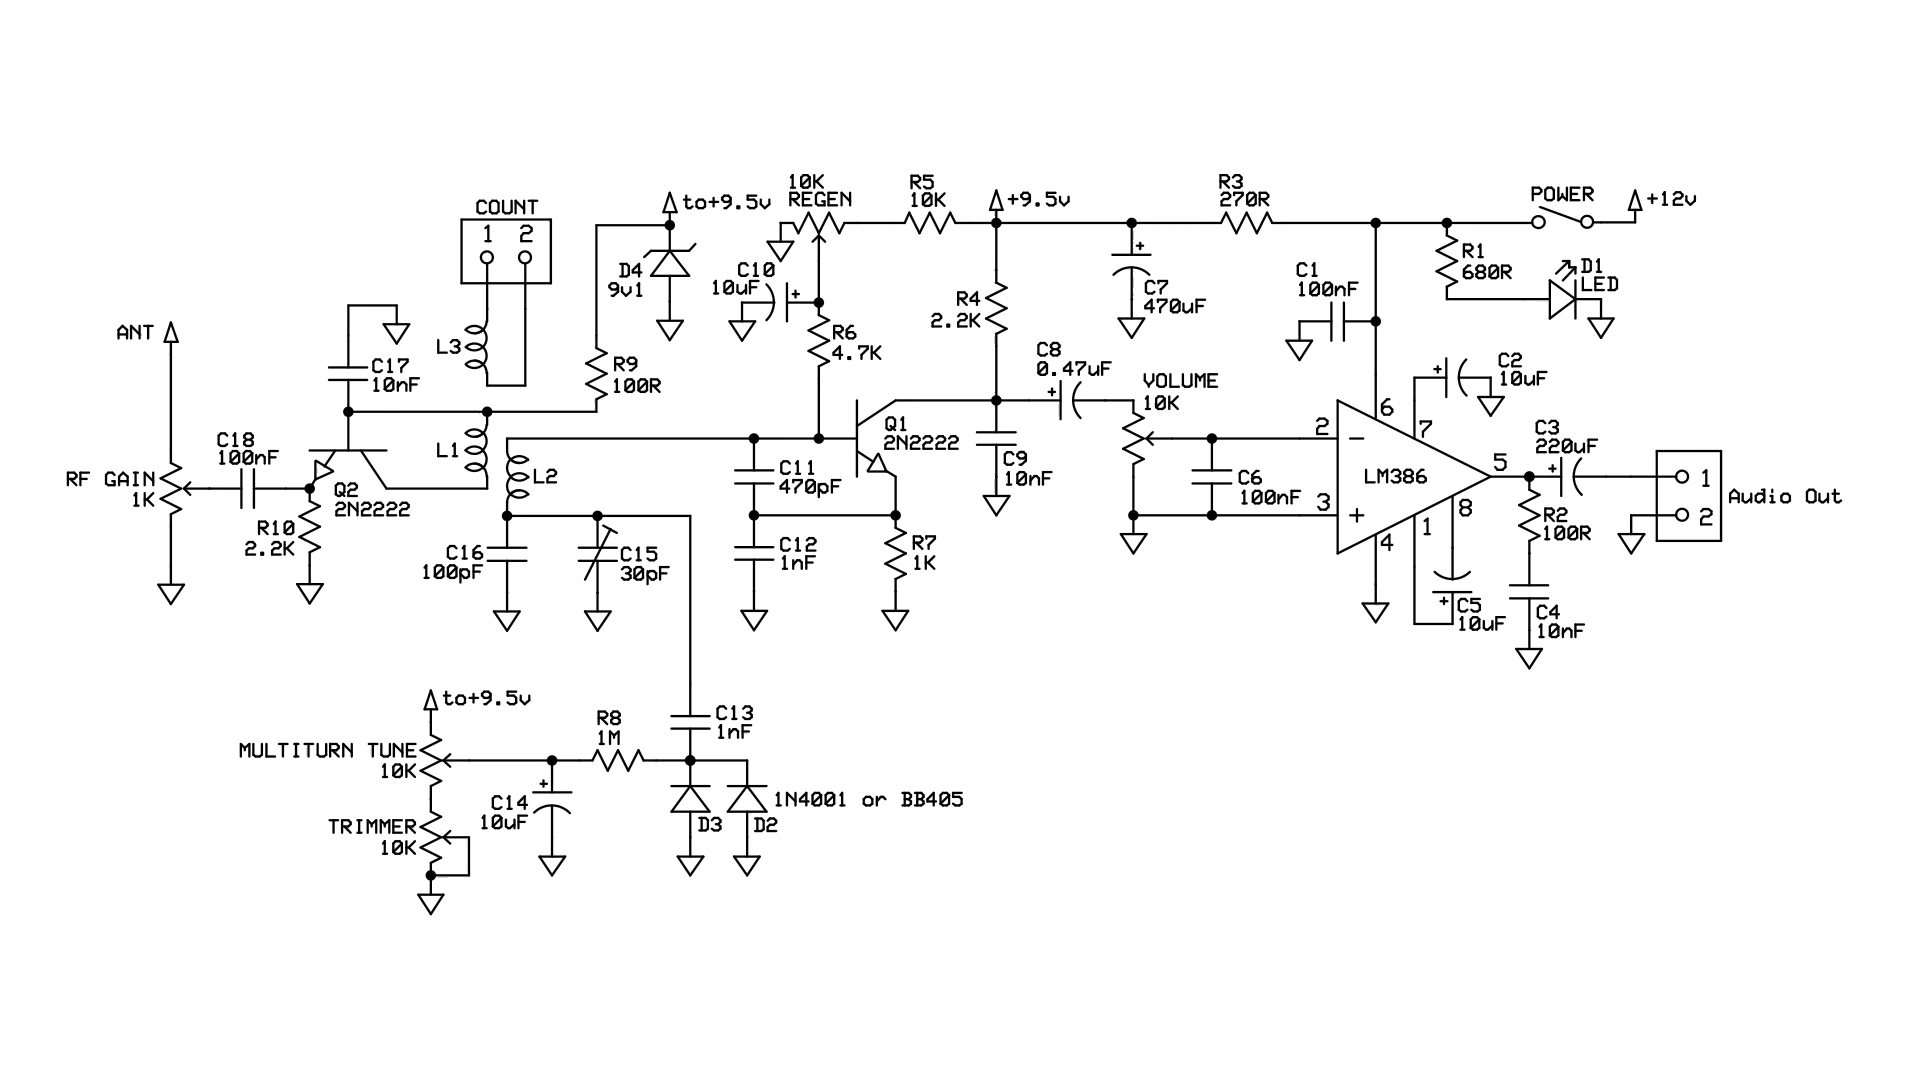 10K
REGEN
R5
10K
R3
270R
POWER
+12v
COUNT
1 2
to+9.5v
+9.5v
D4
9v1
C10
10uF
+
+
C7
470uF
R1
680R
D1
LED
C1
100nF
R4
2.2K
ANT
L3
C17
10nF
R9
100R
R6
4.7K
C8
0.47uF
+
VOLUME
10K
C2
10uF
+
6
7
2
3
5
8
1
4
LM386
C18
100nF
RF GAIN
1K
L1
L2
Q1
2N2222
C9
10nF
C11
470pF
C6
100nF
C3
220uF
+
1
2
Audio Out
Q2
2N2222
R10
2.2K
R2
100R
C16
100pF
C15
30pF
C12
1nF
R7
1K
+
C5
10uF
C4
10nF
to+9.5v
MULTITURN TUNE
10K
R8
1M
C13
1nF
+
C14
10uF
TRIMMER
10K
D3
D2
1N4001 or BB405